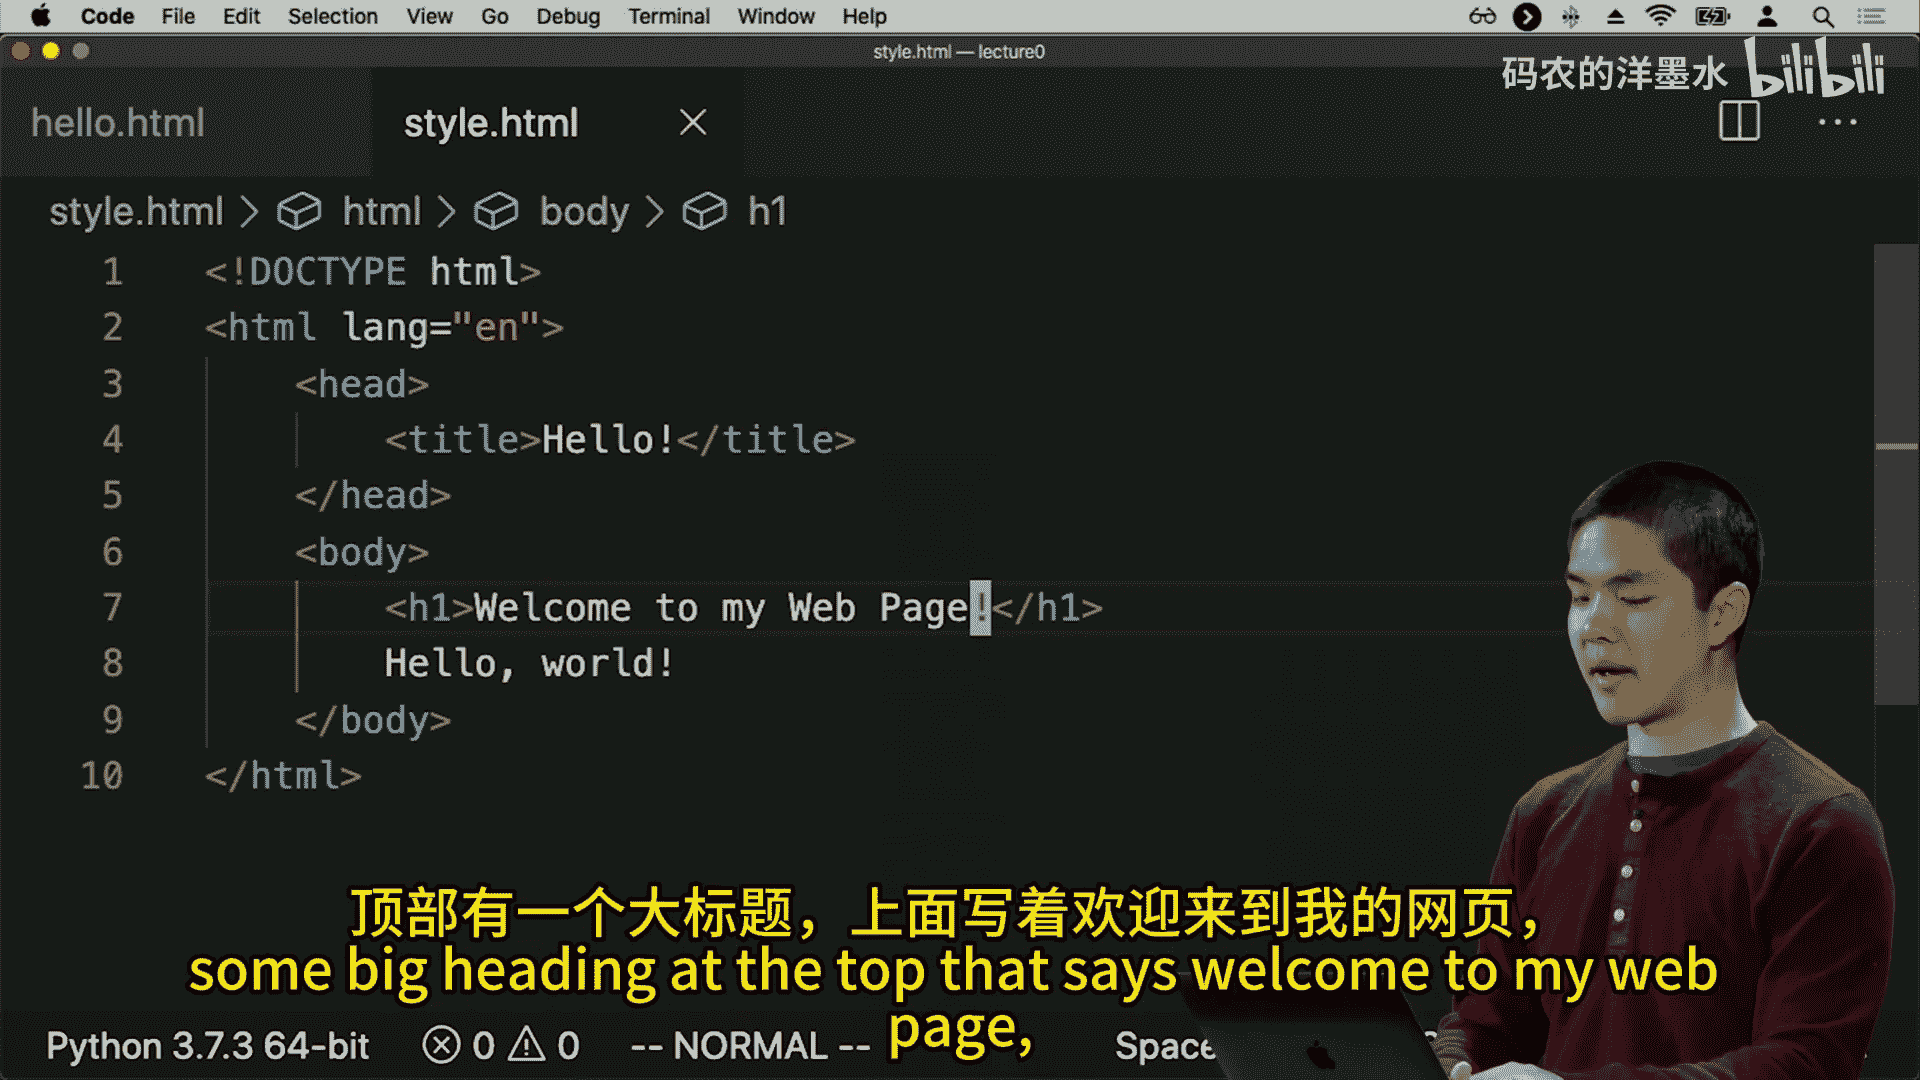 Code File Edit Selection View Go Debug Terminal Window Help
style.html — lecture0
码农的洋墨水 bilibili
hello.html style.html
style.html > html > body > h1
1 <!DOCTYPE html>
2 <html lang="en">
3 <head>
4 <title>Hello!</title>
5 </head>
6 <body>
7 <h1>Welcome to my Web Page!</h1>
8 Hello, world!
9 </body>
10 </html>
顶部有一个大标题，上面写着欢迎来到我的网页，
some big heading at the top that says welcome to my web
page,
Python 3.7.3 64-bit 0 0 -- NORMAL --